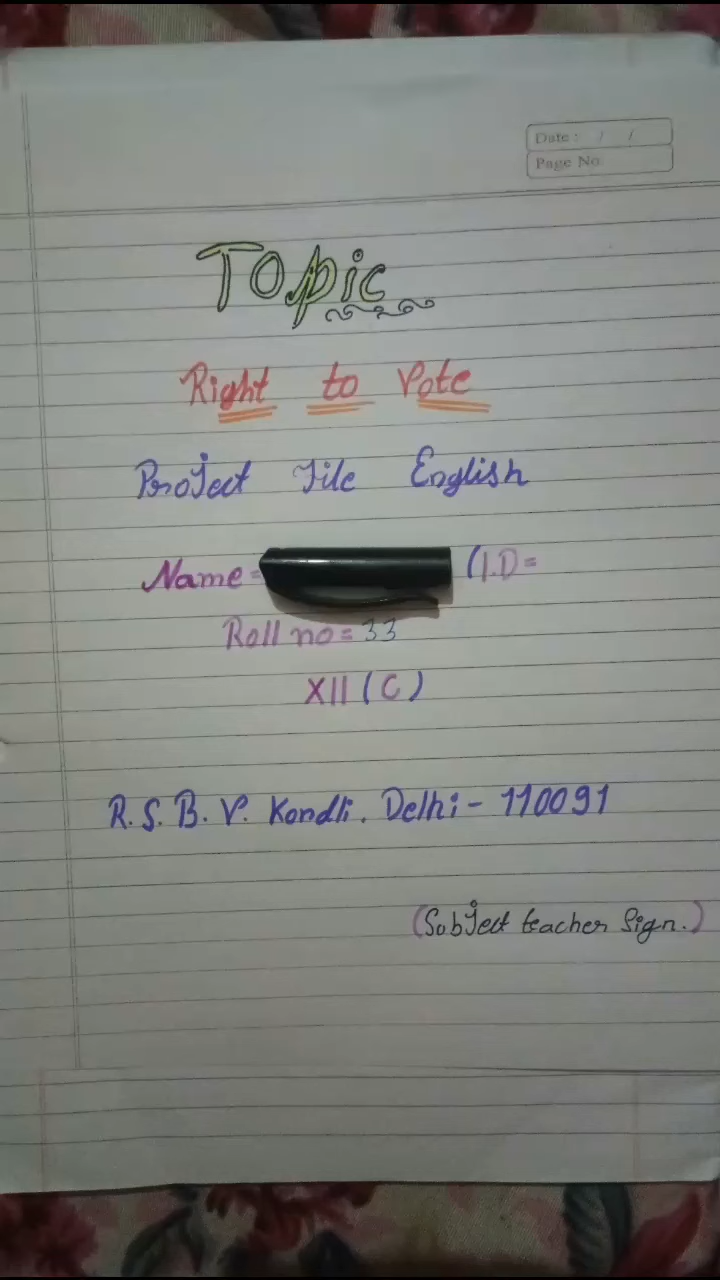 Date : / /
Page No.
Topic
Right to Vote
Project File English
Name= (I.D=
Roll no = 33
XII (C)
R.S.B.V. Kondli. Delhi - 110091
(Subject teacher Sign.)